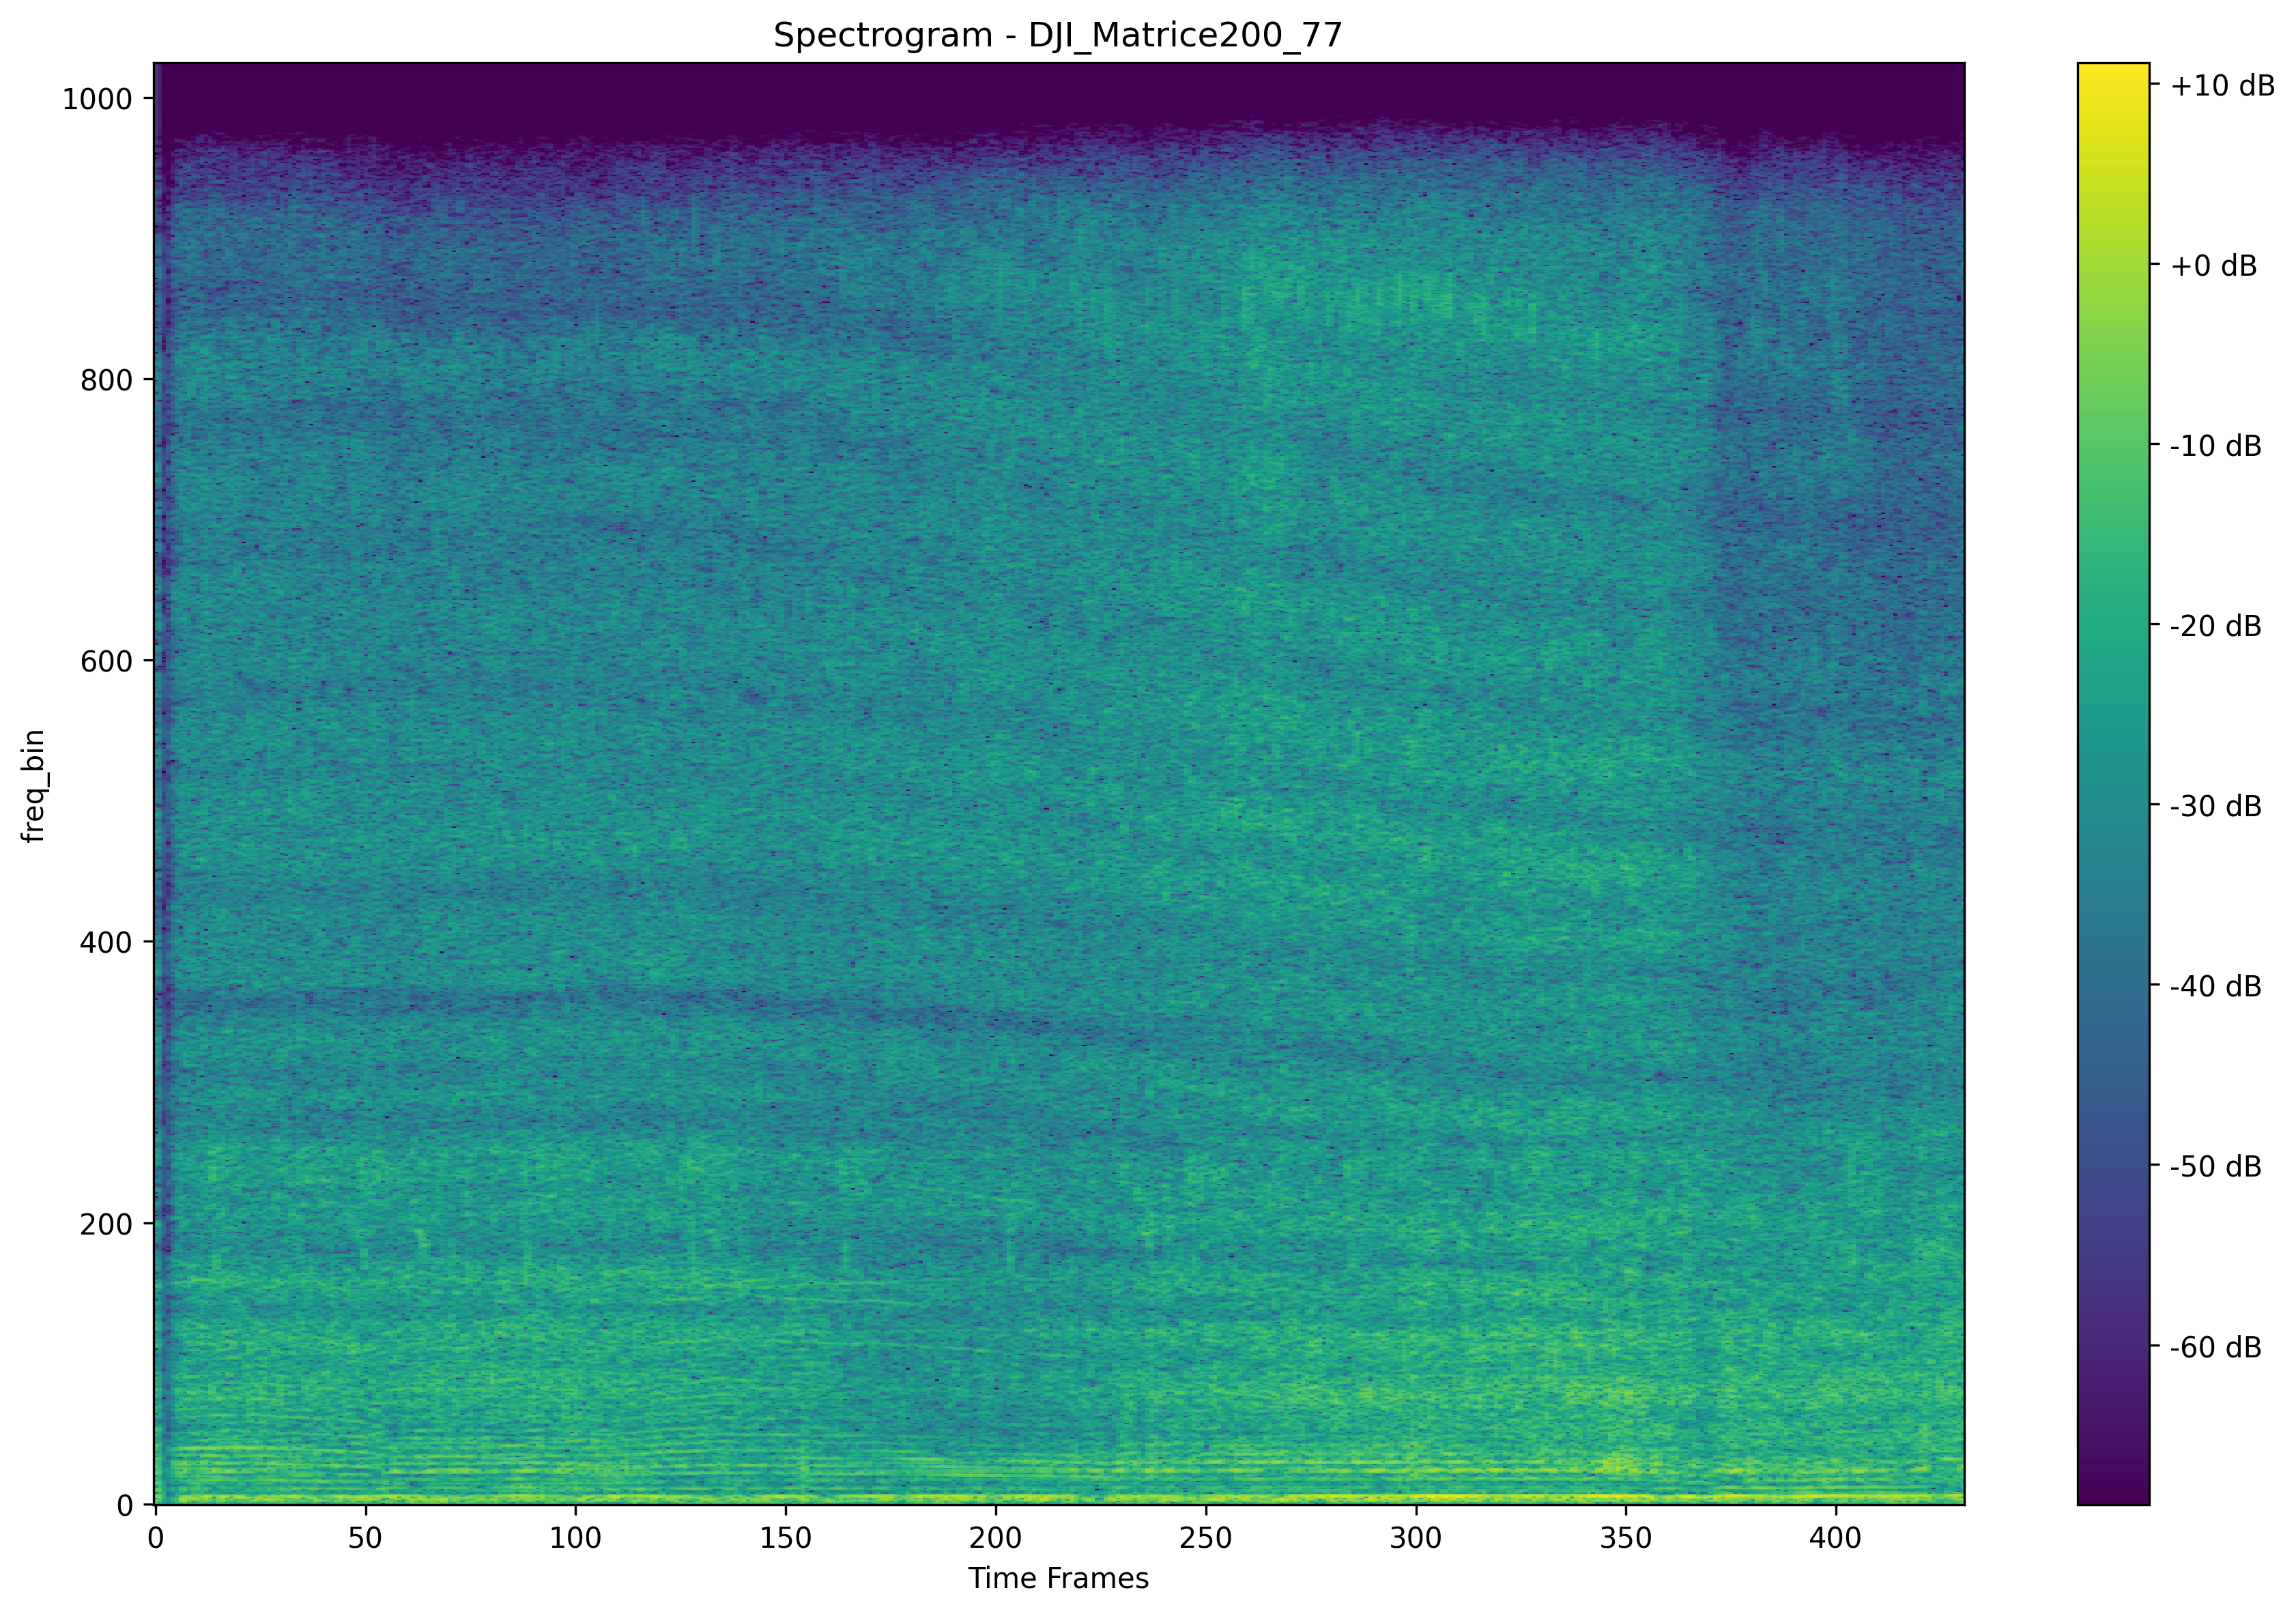 Spectrogram - DJI_Matrice200_77
freq_bin
1000
800
600
400
200
0
0 50 100 150 200 250 300 350 400
Time Frames
+10 dB
+0 dB
-10 dB
-20 dB
-30 dB
-40 dB
-50 dB
-60 dB